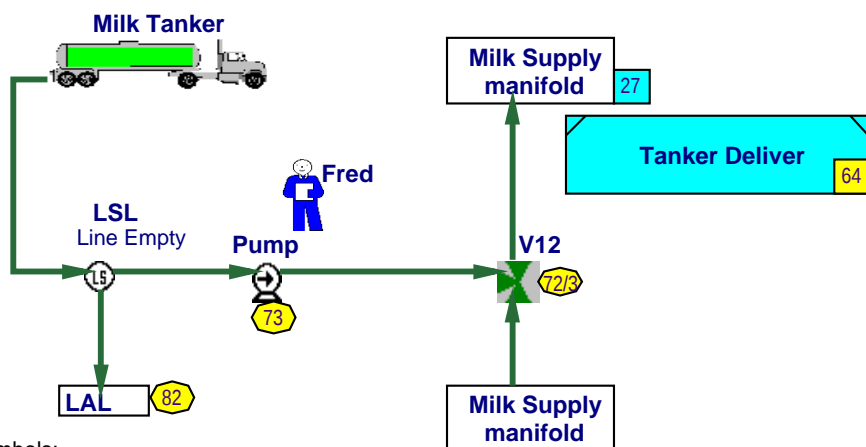 Milk Tanker
Milk Supply
manifold
27
Tanker Deliver
64
Fred
LSL
Line Empty
Pump
V12
LS
72/3
73
LAL
82
Milk Supply
manifold